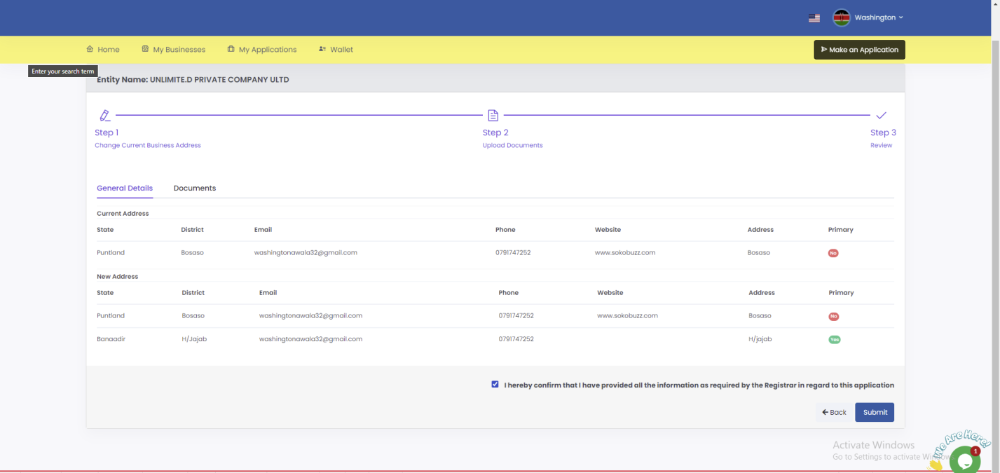 Washington
Home My Businesses My Applications Wallet Make an Application
Enter your search term
Entity Name: UNLIMITE.D PRIVATE COMPANY ULTD
Step 1 Step 2 Step 3
Change Current Business Address Upload Documents Review
General Details Documents
Current Address
State District Email Phone Website Address Primary
Puntland Bosaso washingtonawala32@gmail.com 0791747252 www.sokobuzz.com Bosaso No
New Address
State District Email Phone Website Address Primary
Puntland Bosaso washingtonawala32@gmail.com 0791747252 www.sokobuzz.com Bosaso No
Banaadir H/Jajab washingtonawala32@gmail.com 0791747252 H/jajab Yes
I hereby confirm that I have provided all the information as required by the Registrar in regard to this application
Back Submit
We Are Here!
1
Activate Windows
Go to Settings to activate Windows.